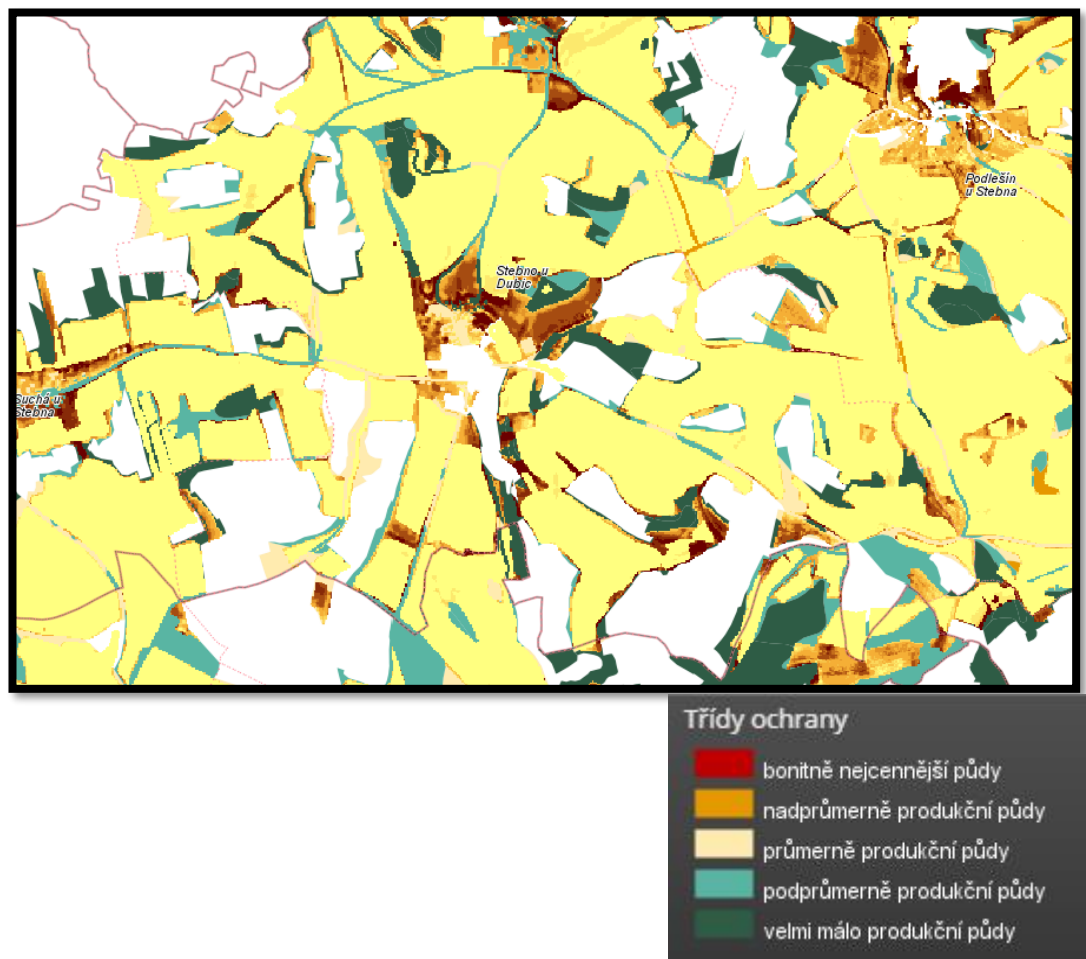 Podlešín
u Stebna
Stebno u
Dubic
Suchá u
Stebna
Třídy ochrany
bonitně nejcennější půdy
nadprůmerně produkční půdy
průmerně produkční půdy
podprůmerně produkční půdy
velmi málo produkční půdy